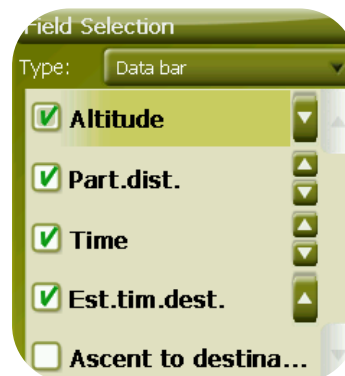 Field Selection
Type: Data bar
Altitude
Part.dist.
Time
Est.tim.dest.
Ascent to destina...